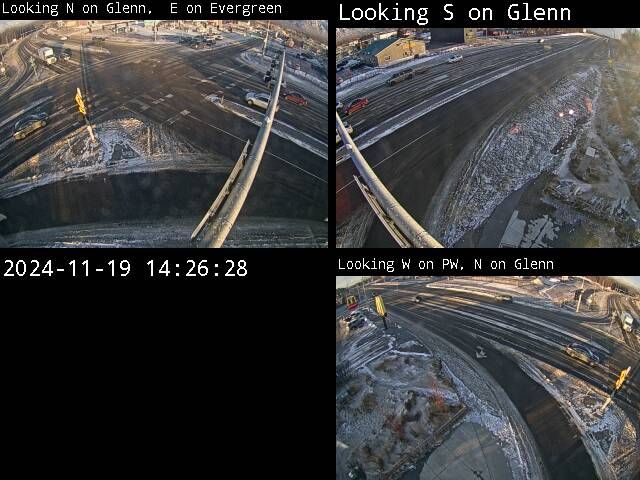 Looking N on Glenn,  E on Evergreen
Looking S on Glenn
2024-11-19 14:26:28
Looking W on PW, N on Glenn